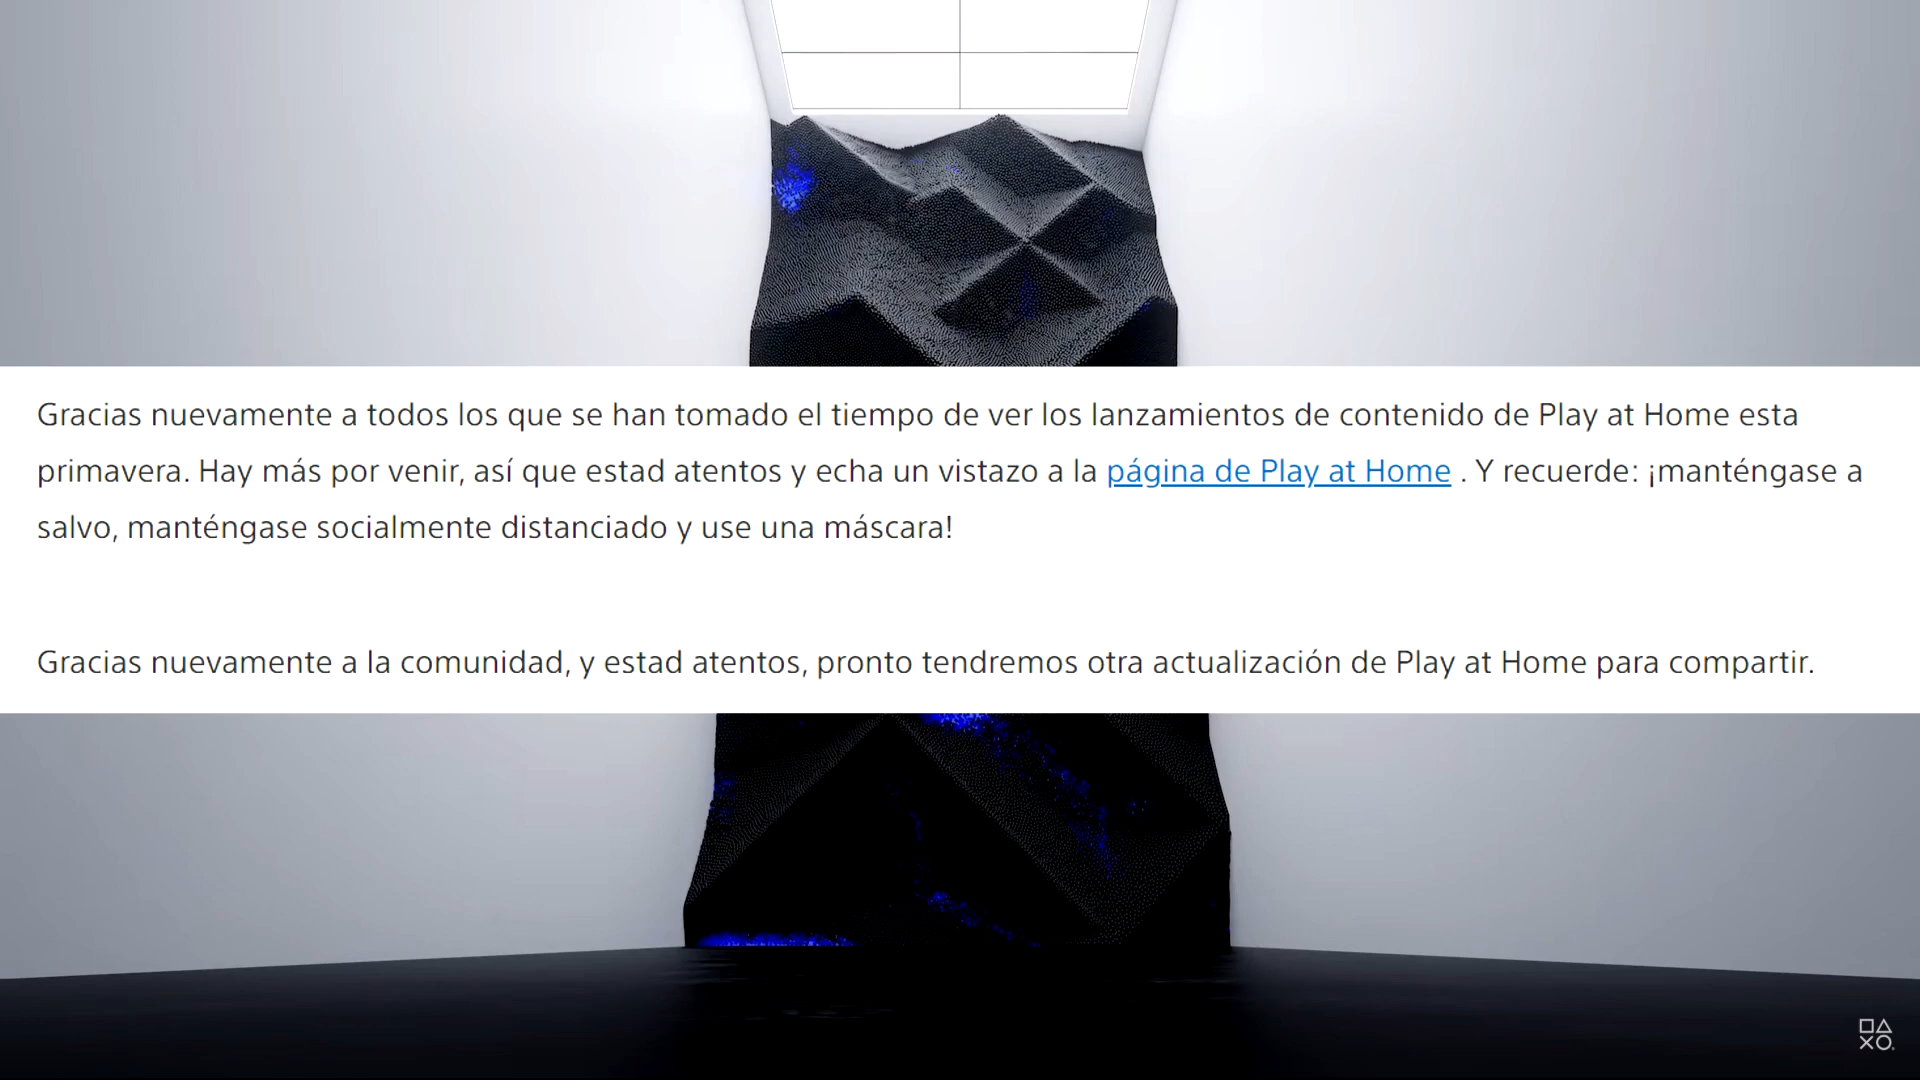 Gracias nuevamente a todos los que se han tomado el tiempo de ver los lanzamientos de contenido de Play at Home esta
primavera. Hay más por venir, así que estad atentos y echa un vistazo a la página de Play at Home . Y recuerde: ¡manténgase a
salvo, manténgase socialmente distanciado y use una máscara!
Gracias nuevamente a la comunidad, y estad atentos, pronto tendremos otra actualización de Play at Home para compartir.